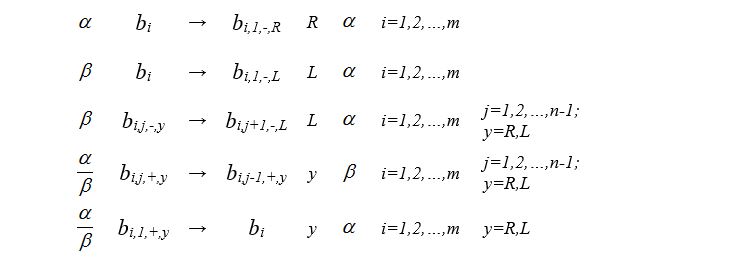 α b_i → b_{i,1,-,R} R α i=1,2,...,m
β b_i → b_{i,1,-,L} L α i=1,2,...,m
β b_{i,j,-,y} → b_{i,j+1,-,L} L α i=1,2,...,m j=1,2,...,n-1; y=R,L
α/β b_{i,j,+,y} → b_{i,j-1,+,y} y β i=1,2,...,m j=1,2,...,n-1; y=R,L
α/β b_{i,1,+,y} → b_i y α i=1,2,...,m y=R,L